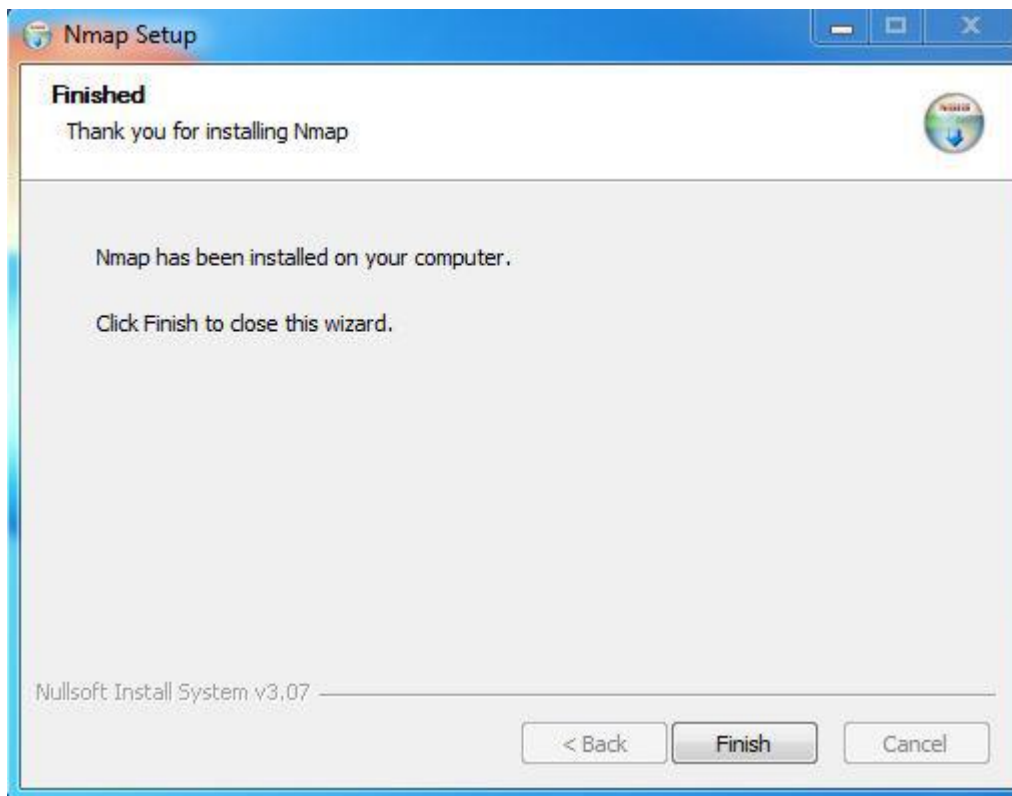 Nmap Setup
Finished
Thank you for installing Nmap
Nmap has been installed on your computer.
Click Finish to close this wizard.
Nullsoft Install System v3.07
< Back
Finish
Cancel